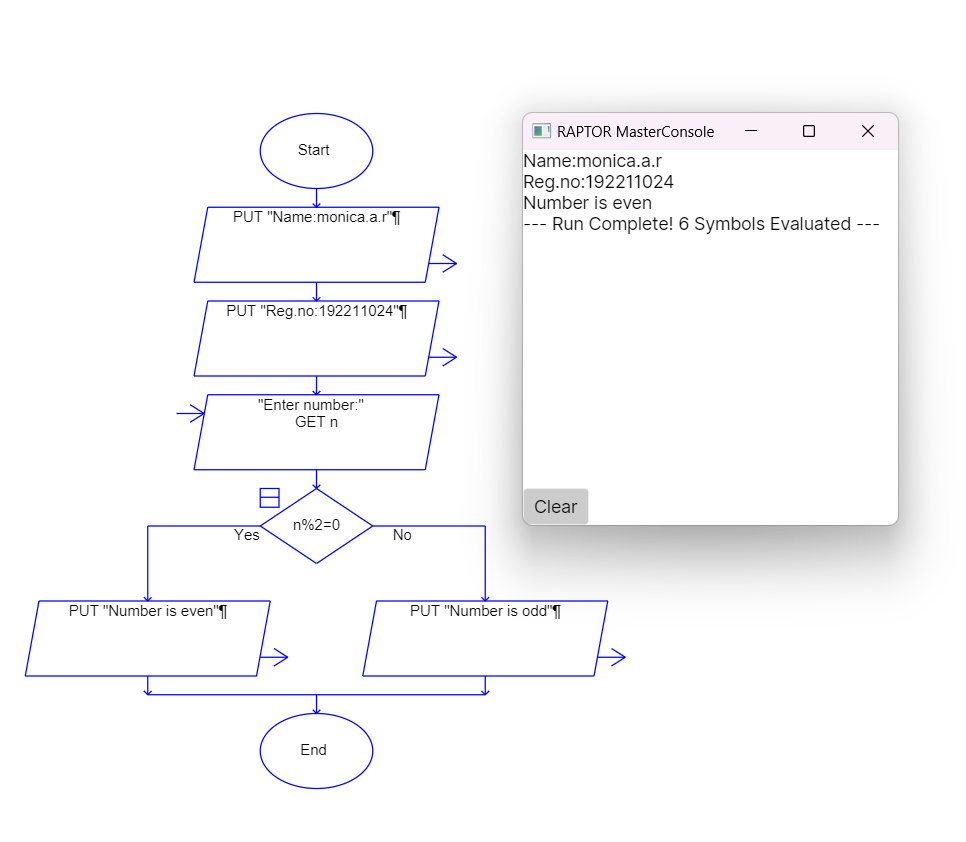 Start
PUT "Name:monica.a.r"¶
PUT "Reg.no:192211024"¶
"Enter number:"
GET n
n%2=0
Yes
No
PUT "Number is even"¶
PUT "Number is odd"¶
End
RAPTOR MasterConsole
Name:monica.a.r
Reg.no:192211024
Number is even
--- Run Complete! 6 Symbols Evaluated ---
Clear